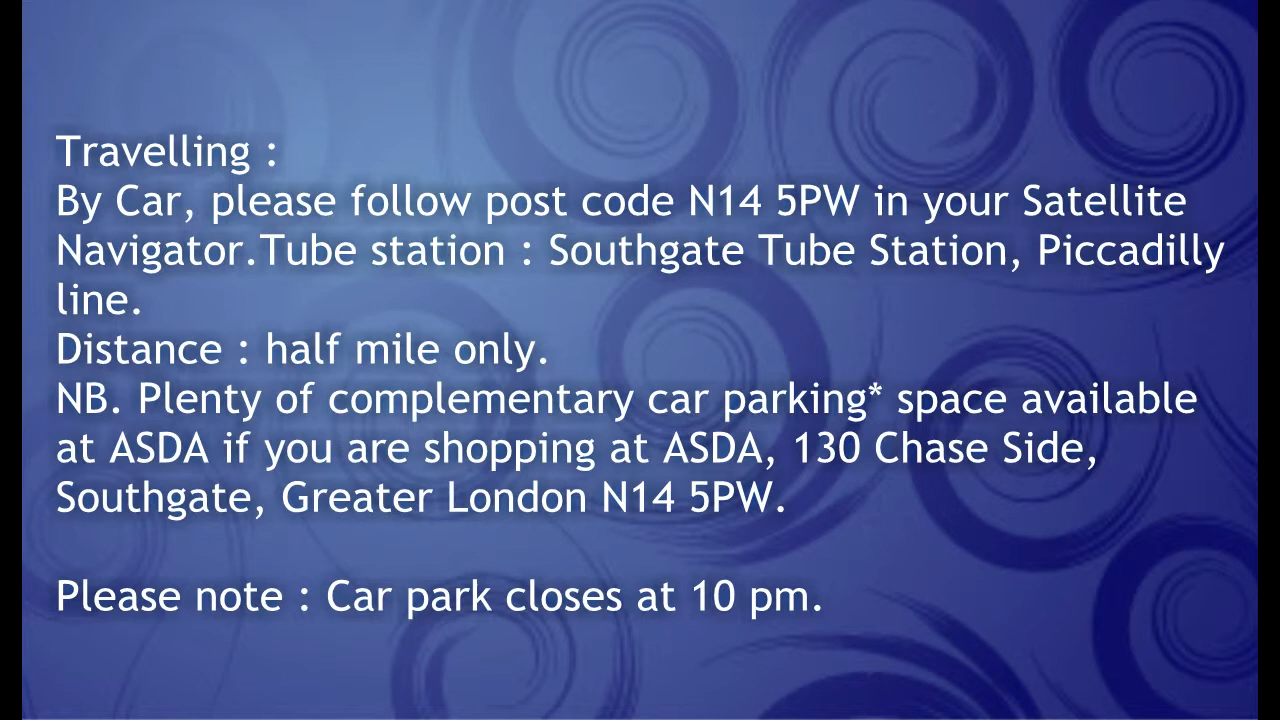 Travelling :
By Car, please follow post code N14 5PW in your Satellite
Navigator.Tube station : Southgate Tube Station, Piccadilly
line.
Distance : half mile only.
NB. Plenty of complementary car parking* space available
at ASDA if you are shopping at ASDA, 130 Chase Side,
Southgate, Greater London N14 5PW.
Please note : Car park closes at 10 pm.